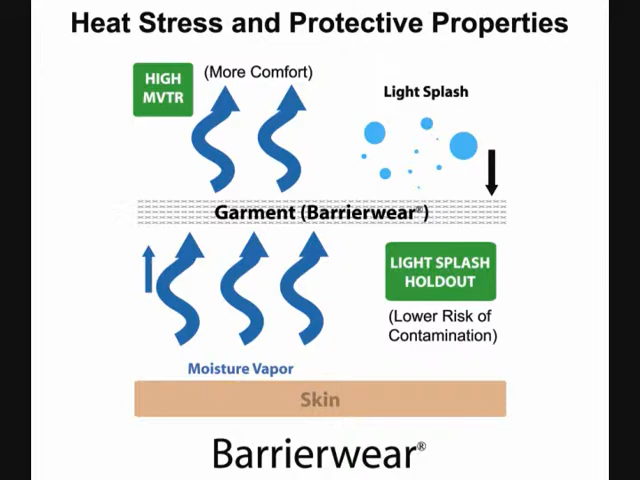 Heat Stress and Protective Properties
HIGH
MVTR
(More Comfort)
Light Splash
Garment (Barrierwear®)
LIGHT SPLASH
HOLDOUT
(Lower Risk of
Contamination)
Moisture Vapor
Skin
Barrierwear®